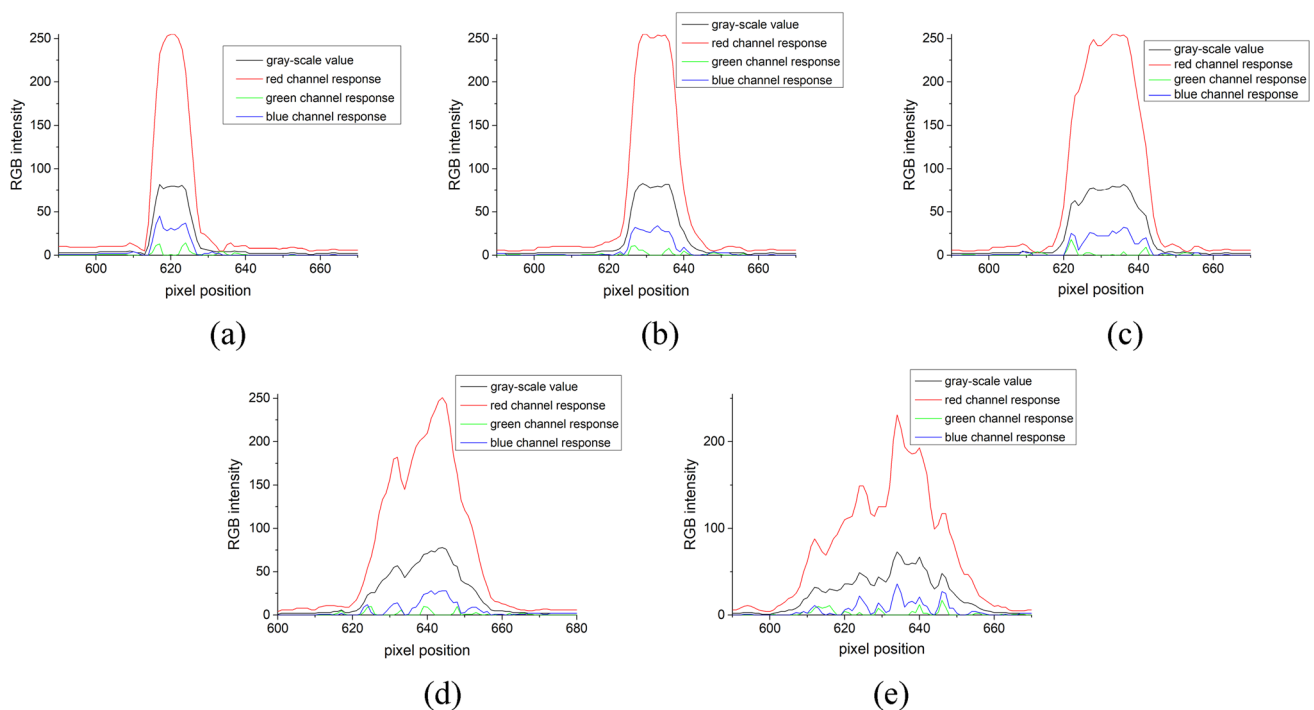 RGB intensity
250
200
150
100
50
0
600
620
640
660
pixel position
gray-scale value
red channel response
green channel response
blue channel response
(a)
RGB intensity
250
200
150
100
50
0
600
620
640
660
pixel position
gray-scale value
red channel response
green channel response
blue channel response
(b)
RGB intensity
250
200
150
100
50
0
600
620
640
660
pixel position
gray-scale value
red channel response
green channel response
blue channel response
(c)
RGB intensity
250
200
150
100
50
0
600
620
640
660
680
pixel position
gray-scale value
red channel response
green channel response
blue channel response
(d)
RGB intensity
200
100
0
600
620
640
660
pixel position
gray-scale value
red channel response
green channel response
blue channel response
(e)